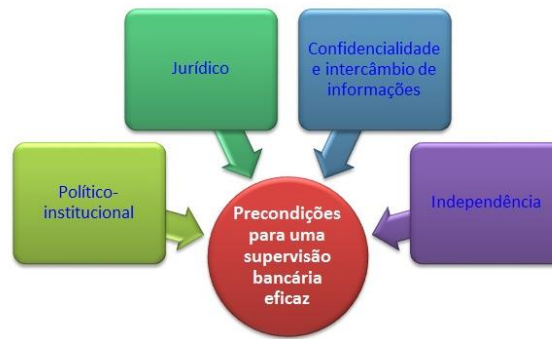 Jurídico
Confidencialidade
e intercâmbio de
informações
Político-
institucional
Independência
Precondições
para uma
supervisão
bancária
eficaz